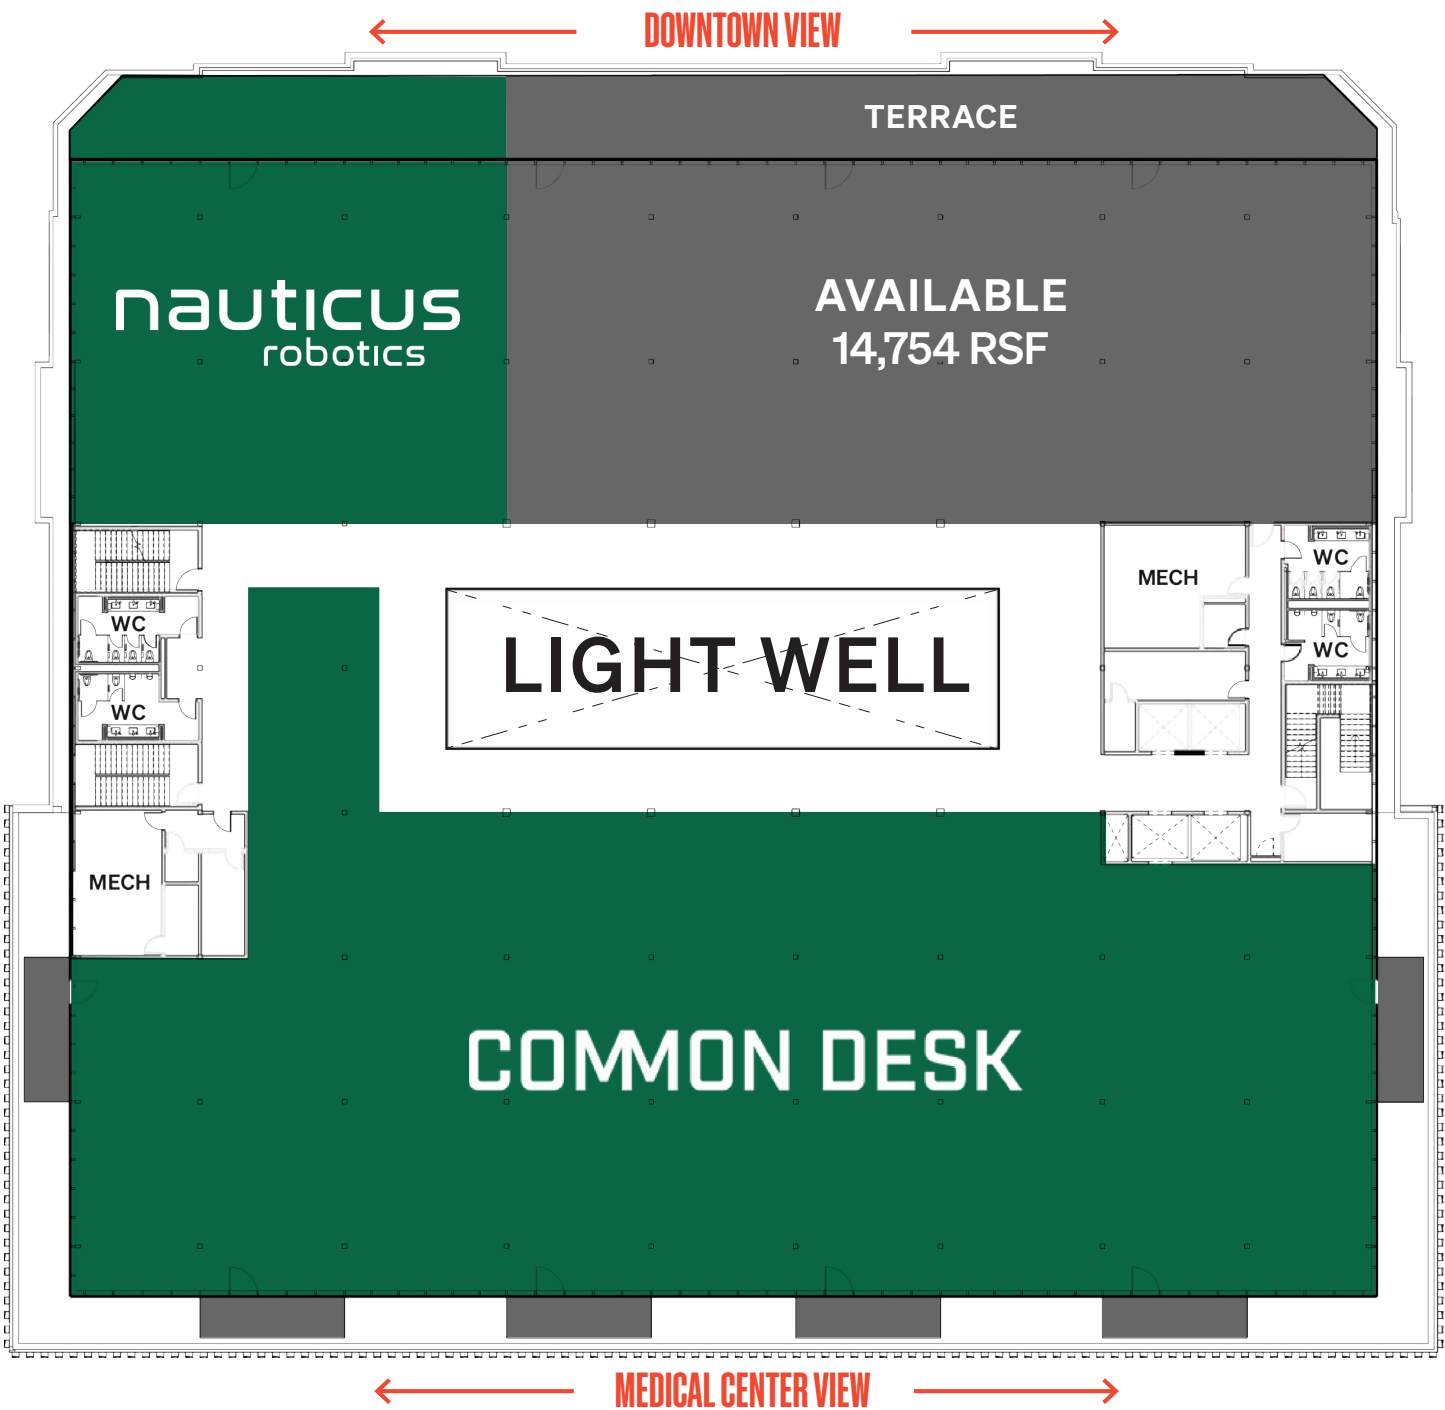 DOWNTOWN VIEW
TERRACE
nauticus
robotics
AVAILABLE
14,754 RSF
WC
MECH
WC
LIGHT WELL
WC
WC
MECH
COMMON DESK
MEDICAL CENTER VIEW